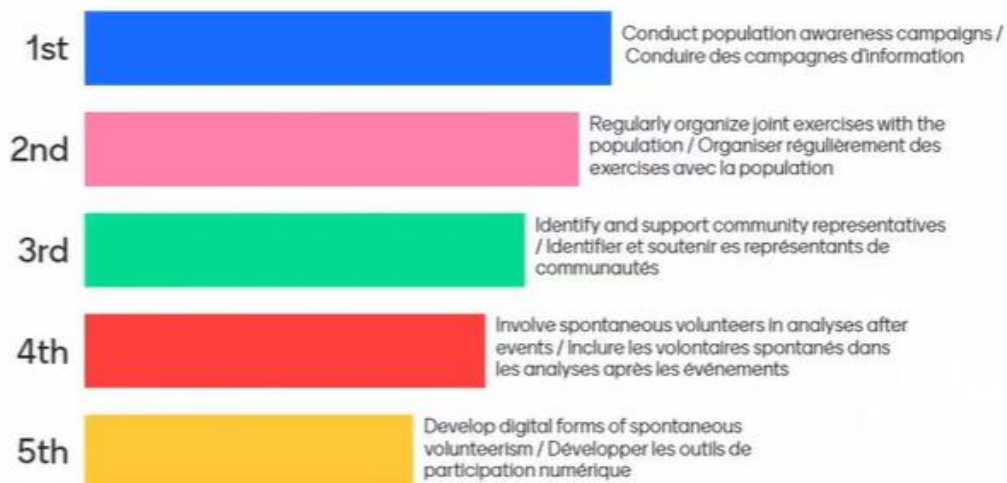 1st
Conduct population awareness campaigns /
Conduire des campagnes d'information
2nd
Regularly organize joint exercises with the
population / Organiser régulièrement des
exercises avec la population
3rd
Identify and support community representatives
/ Identifier et soutenir es représentants de
communautés
4th
Involve spontaneous volunteers in analyses after
events / Inclure les volontaires spontanés dans
les analyses après les événements
5th
Develop digital forms of spontaneous
volunteerism / Développer les outils de
participation numérique